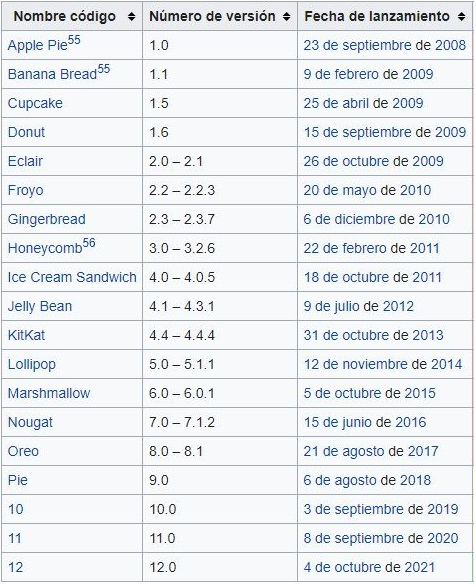 Nombre código Número de versión Fecha de lanzamiento
Apple Pie55 1.0 23 de septiembre de 2008
Banana Bread55 1.1 9 de febrero de 2009
Cupcake 1.5 25 de abril de 2009
Donut 1.6 15 de septiembre de 2009
Eclair 2.0 – 2.1 26 de octubre de 2009
Froyo 2.2 – 2.2.3 20 de mayo de 2010
Gingerbread 2.3 – 2.3.7 6 de diciembre de 2010
Honeycomb56 3.0 – 3.2.6 22 de febrero de 2011
Ice Cream Sandwich 4.0 – 4.0.5 18 de octubre de 2011
Jelly Bean 4.1 – 4.3.1 9 de julio de 2012
KitKat 4.4 – 4.4.4 31 de octubre de 2013
Lollipop 5.0 – 5.1.1 12 de noviembre de 2014
Marshmallow 6.0 – 6.0.1 5 de octubre de 2015
Nougat 7.0 – 7.1.2 15 de junio de 2016
Oreo 8.0 – 8.1 21 de agosto de 2017
Pie 9.0 6 de agosto de 2018
10 10.0 3 de septiembre de 2019
11 11.0 8 de septiembre de 2020
12 12.0 4 de octubre de 2021